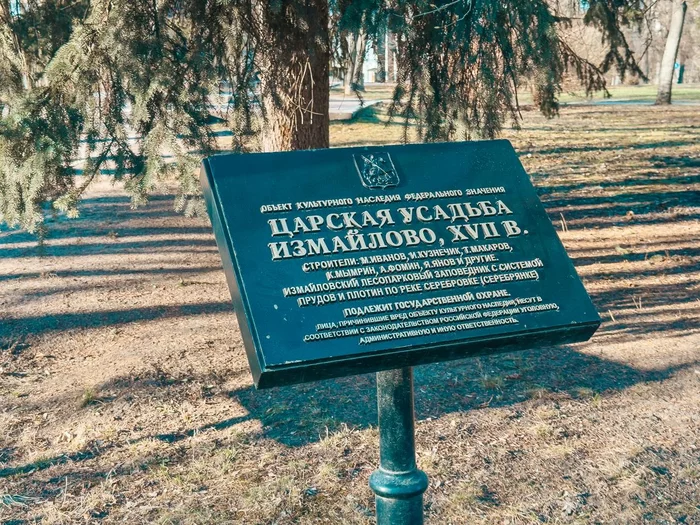 ОБЪЕКТ КУЛЬТУРНОГО НАСЛЕДИЯ ФЕДЕРАЛЬНОГО ЗНАЧЕНИЯ
ЦАРСКАЯ УСАДЬБА
ИЗМАЙЛОВО, XVII В.
СТРОИТЕЛИ: М.ИВАНОВ, И.КУЗНЕЧИК, Т.МАКАРОВ,
К.МЫМРИН, А.ФОМИН, Я.ЯНОВ И ДРУГИЕ.
ИЗМАЙЛОВСКИЙ ЛЕСОПАРКОВЫЙ ЗАПОВЕДНИК С СИСТЕМОЙ
ПРУДОВ И ПЛОТИН ПО РЕКЕ СЕРЕБРОВКЕ (СЕРЕБРЯНКЕ)
ПОДЛЕЖИТ ГОСУДАРСТВЕННОЙ ОХРАНЕ.
ЛИЦА, ПРИЧИНИВШИЕ ВРЕД ОБЪЕКТУ КУЛЬТУРНОГО НАСЛЕДИЯ, НЕСУТ В
СООТВЕТСТВИИ С ЗАКОНОДАТЕЛЬСТВОМ РОССИЙСКОЙ ФЕДЕРАЦИИ УГОЛОВНУЮ,
АДМИНИСТРАТИВНУЮ И ИНУЮ ОТВЕТСТВЕННОСТЬ.